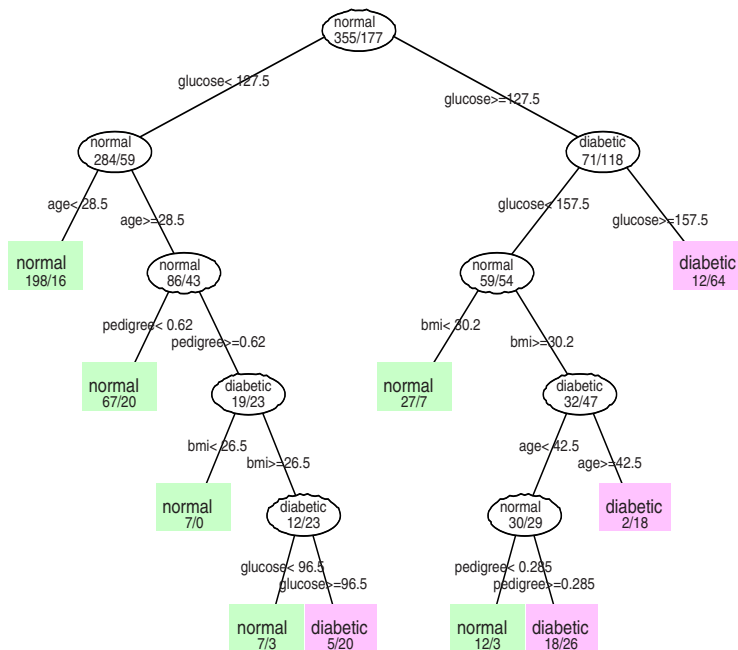 normal
355/177
glucose< 127.5
glucose>=127.5
normal
284/59
diabetic
71/118
age< 28.5
age>=28.5
glucose< 157.5
glucose>=157.5
normal
198/16
normal
86/43
normal
59/54
diabetic
12/64
pedigree< 0.62
pedigree>=0.62
bmi< 30.2
bmi>=30.2
normal
67/20
diabetic
19/23
normal
27/7
diabetic
32/47
bmi< 26.5
bmi>=26.5
age< 42.5
age>=42.5
normal
7/0
diabetic
12/23
normal
30/29
diabetic
2/18
glucose< 96.5
glucose>=96.5
pedigree< 0.285
pedigree>=0.285
normal
7/3
diabetic
5/20
normal
12/3
diabetic
18/26